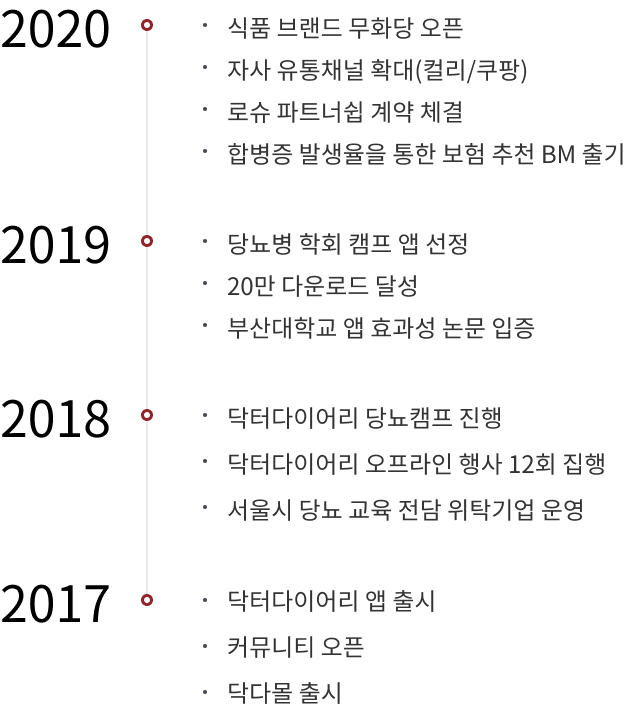 2020
· 식품 브랜드 무화당 오픈
· 자사 유통채널 확대(컬리/쿠팡)
· 로슈 파트너쉽 계약 체결
· 합병증 발생율을 통한 보험 추천 BM 출기
2019
· 당뇨병 학회 캠프 앱 선정
· 20만 다운로드 달성
· 부산대학교 앱 효과성 논문 입증
2018
· 닥터다이어리 당뇨캠프 진행
· 닥터다이어리 오프라인 행사 12회 집행
· 서울시 당뇨 교육 전담 위탁기업 운영
2017
· 닥터다이어리 앱 출시
· 커뮤니티 오픈
· 닥다몰 출시